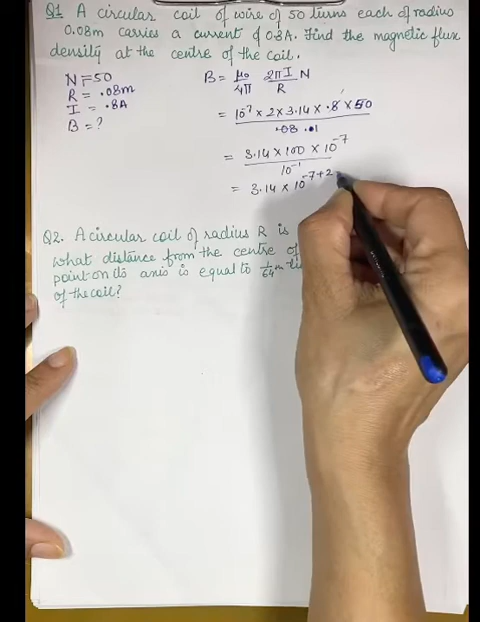 Q1 A circular coil of wire of 50 turns each of radius
0.08m carries a current of 0.8A. Find the magnetic flux
density at the centre of the coil.
N=50
R = .08m
I = .8A
B = ?
B = μ₀/4π 2πI/R N
= 10⁻⁷ × 2 × 3.14 × .8 × 50 / .08 .01
= 3.14 × 100 × 10⁻⁷ / 10⁻¹
= 3.14 × 10⁻⁷⁺²
Q2. A circular coil of radius R is
what distance from the centre of
point on its axis is equal to 1/64 th
of the coil?